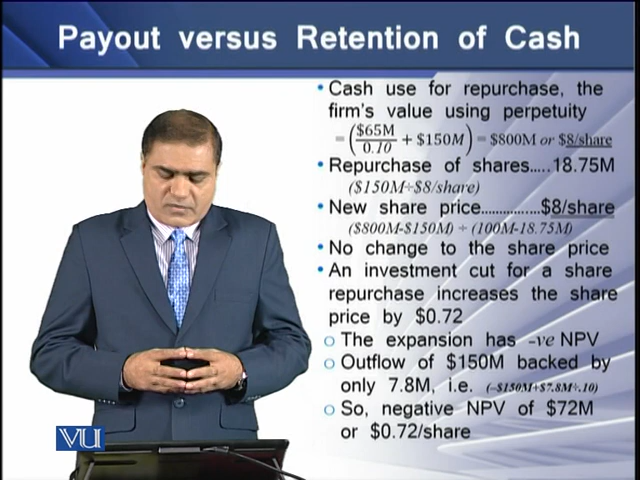 Payout versus Retention of Cash
• Cash use for repurchase, the
firm's value using perpetuity
= ($65M/0.10 + $150M) = $800M or $8/share
• Repurchase of shares.....18.75M
($150M÷$8/share)
• New share price...............$8/share
($800M-$150M) ÷ (100M-18.75M)
• No change to the share price
• An investment cut for a share
repurchase increases the share
price by $0.72
o The expansion has -ve NPV
o Outflow of $150M backed by
only 7.8M, i.e. (-$150M+$7.8M÷.10)
o So, negative NPV of $72M
or $0.72/share
VU